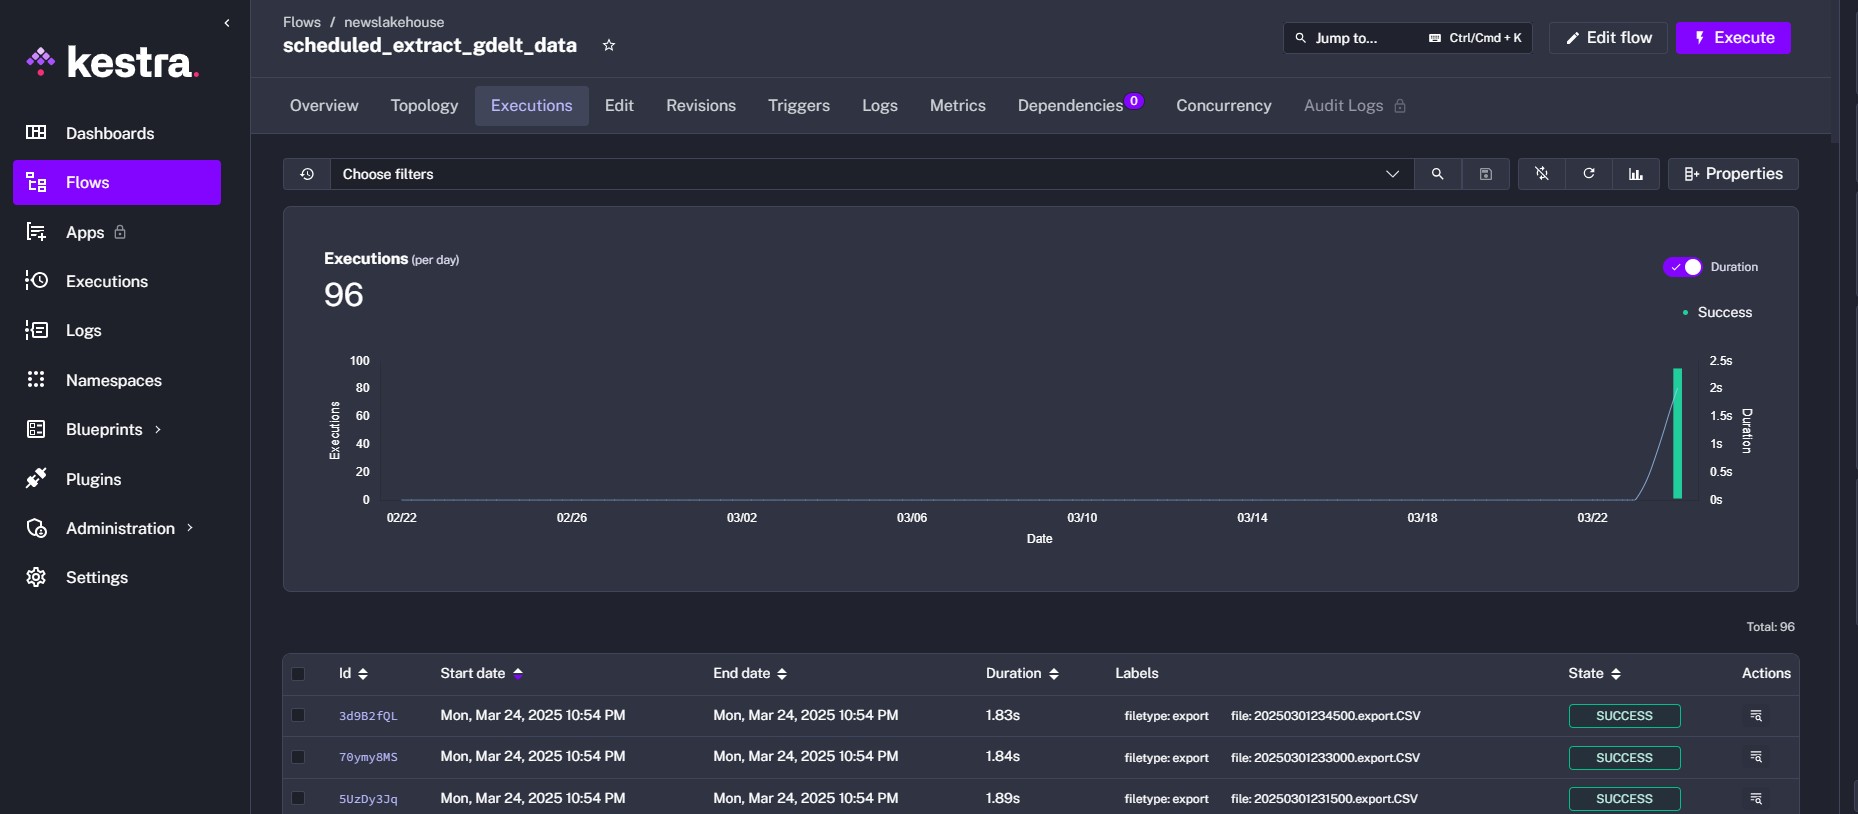 Flows / newslakehouse
scheduled_extract_gdelt_data
Jump to...
Ctrl/Cmd + K
Edit flow
Execute
kestra.
Dashboards
Flows
Apps
Executions
Logs
Namespaces
Blueprints
Plugins
Administration
Settings
Overview Topology Executions Edit Revisions Triggers Logs Metrics Dependencies 0 Concurrency Audit Logs
Choose filters
Properties
Executions (per day)
96
Duration
Success
100
80
60
40
20
0
Executions
2.5s
2s
1.5s
1s
0.5s
0s
Duration
02/22 02/26 03/02 03/06 03/10 03/14 03/18 03/22
Date
Total: 96
Id Start date End date Duration Labels State Actions
3d9B2fQL Mon, Mar 24, 2025 10:54 PM Mon, Mar 24, 2025 10:54 PM 1.83s filetype: export file: 20250301234500.export.CSV SUCCESS
70ymy8MS Mon, Mar 24, 2025 10:54 PM Mon, Mar 24, 2025 10:54 PM 1.84s filetype: export file: 20250301233000.export.CSV SUCCESS
5UzDy3Jq Mon, Mar 24, 2025 10:54 PM Mon, Mar 24, 2025 10:54 PM 1.89s filetype: export file: 20250301231500.export.CSV SUCCESS